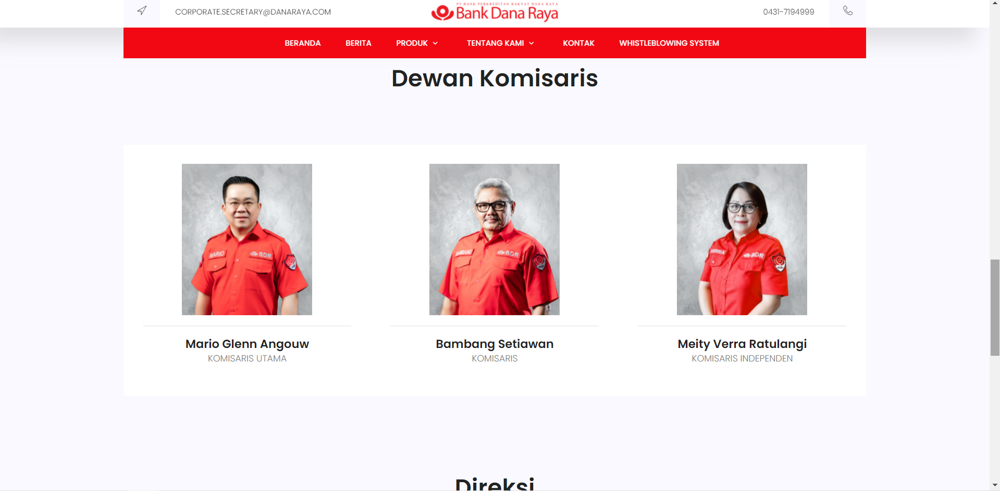 CORPORATE.SECRETARY@DANARAYA.COM
PT BANK PERKREDITAN RAKYAT DANA RAYA
Bank Dana Raya
0431-7194999
BERANDA BERITA PRODUK TENTANG KAMI KONTAK WHISTLEBLOWING SYSTEM
Dewan Komisaris
MARIO BDR
BAMBANG BDR
VERRA BDR
Mario Glenn Angouw
KOMISARIS UTAMA
Bambang Setiawan
KOMISARIS
Meity Verra Ratulangi
KOMISARIS INDEPENDEN
Direksi